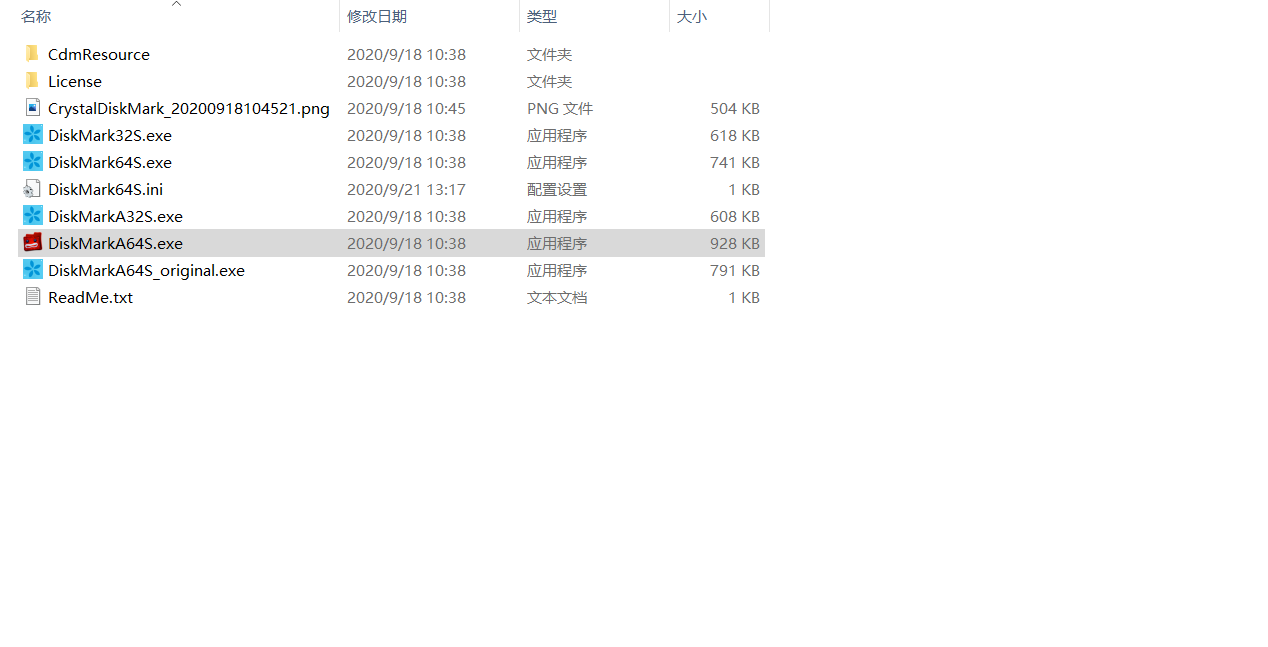 名称 修改日期 类型 大小
CdmResource 2020/9/18 10:38 文件夹
License 2020/9/18 10:38 文件夹
CrystalDiskMark_20200918104521.png 2020/9/18 10:45 PNG 文件 504 KB
DiskMark32S.exe 2020/9/18 10:38 应用程序 618 KB
DiskMark64S.exe 2020/9/18 10:38 应用程序 741 KB
DiskMark64S.ini 2020/9/21 13:17 配置设置 1 KB
DiskMarkA32S.exe 2020/9/18 10:38 应用程序 608 KB
DiskMarkA64S.exe 2020/9/18 10:38 应用程序 928 KB
DiskMarkA64S_original.exe 2020/9/18 10:38 应用程序 791 KB
ReadMe.txt 2020/9/18 10:38 文本文档 1 KB